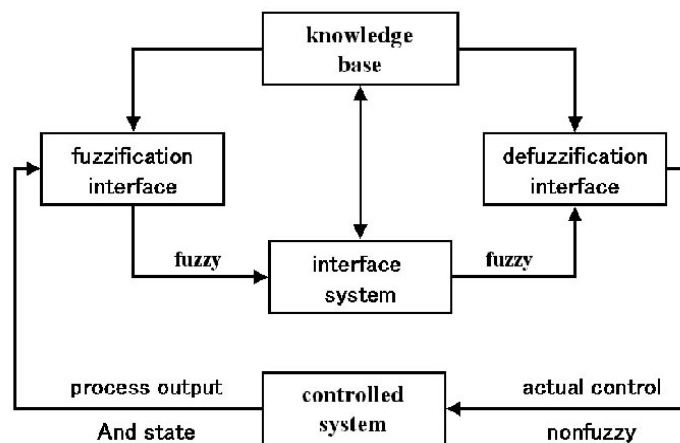 knowledge
base
fuzzification
interface
defuzzification
interface
fuzzy
interface
system
fuzzy
process output
And state
controlled
system
actual control
nonfuzzy